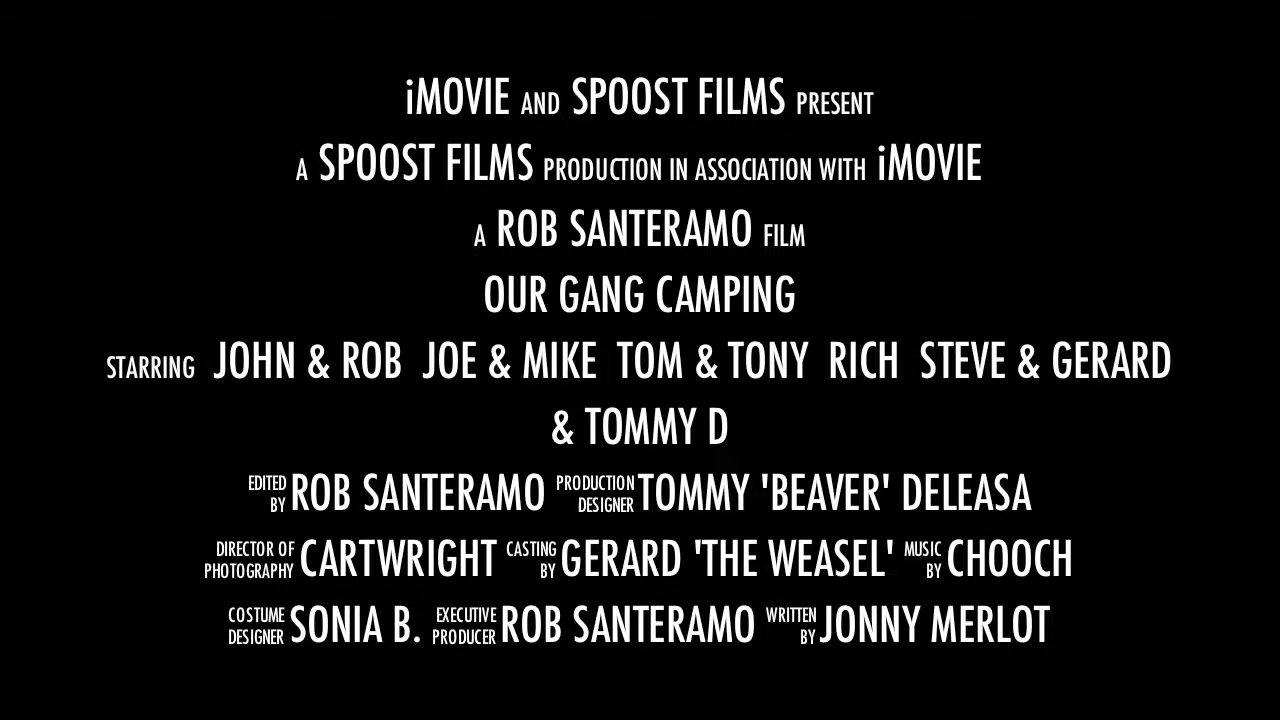 iMOVIE AND SPOOST FILMS PRESENT
A SPOOST FILMS PRODUCTION IN ASSOCIATION WITH iMOVIE
A ROB SANTERAMO FILM
OUR GANG CAMPING
STARRING JOHN & ROB JOE & MIKE TOM & TONY RICH STEVE & GERARD
& TOMMY D
EDITED BY ROB SANTERAMO PRODUCTION DESIGNER TOMMY 'BEAVER' DELEASA
DIRECTOR OF PHOTOGRAPHY CARTWRIGHT CASTING BY GERARD 'THE WEASEL' MUSIC BY CHOOCH
COSTUME DESIGNER SONIA B. EXECUTIVE PRODUCER ROB SANTERAMO WRITTEN BY JONNY MERLOT